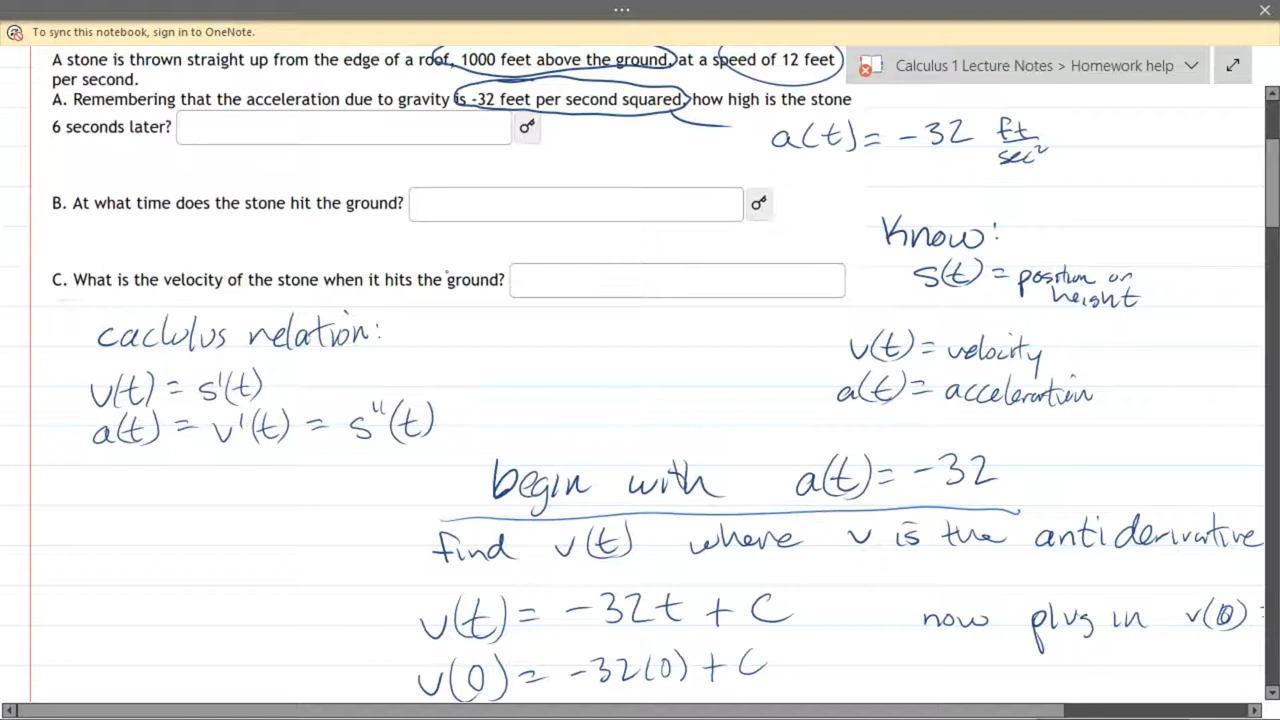 To sync this notebook, sign in to OneNote.
A stone is thrown straight up from the edge of a roof, 1000 feet above the ground, at a speed of 12 feet
per second.
Calculus 1 Lecture Notes > Homework help
A. Remembering that the acceleration due to gravity is -32 feet per second squared, how high is the stone
6 seconds later?
a(t) = -32 ft/sec²
B. At what time does the stone hit the ground?
Know:
s(t) = position or
height
C. What is the velocity of the stone when it hits the ground?
caclulus relation:
v(t) = velocity
v(t) = s'(t)
a(t) = acceleration
a(t) = v'(t) = s''(t)
begin with a(t) = -32
find v(t) where v is the antiderivative
v(t) = -32t + C
now plug in v(0) =
v(0) = -32(0) + C